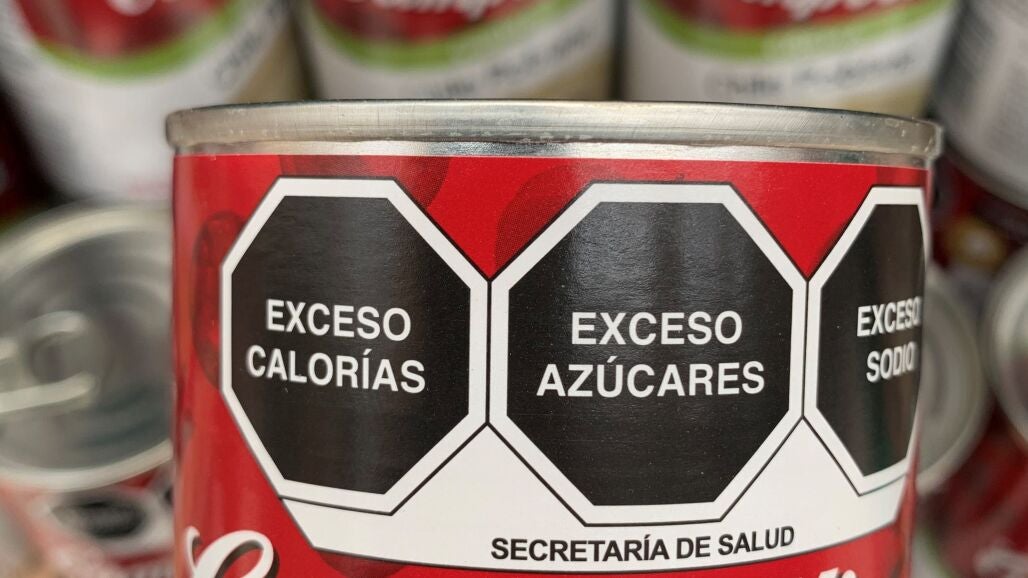 EXCESO
CALORÍAS
EXCESO
AZÚCARES
EXCESO
SODIO
SECRETARÍA DE SALUD